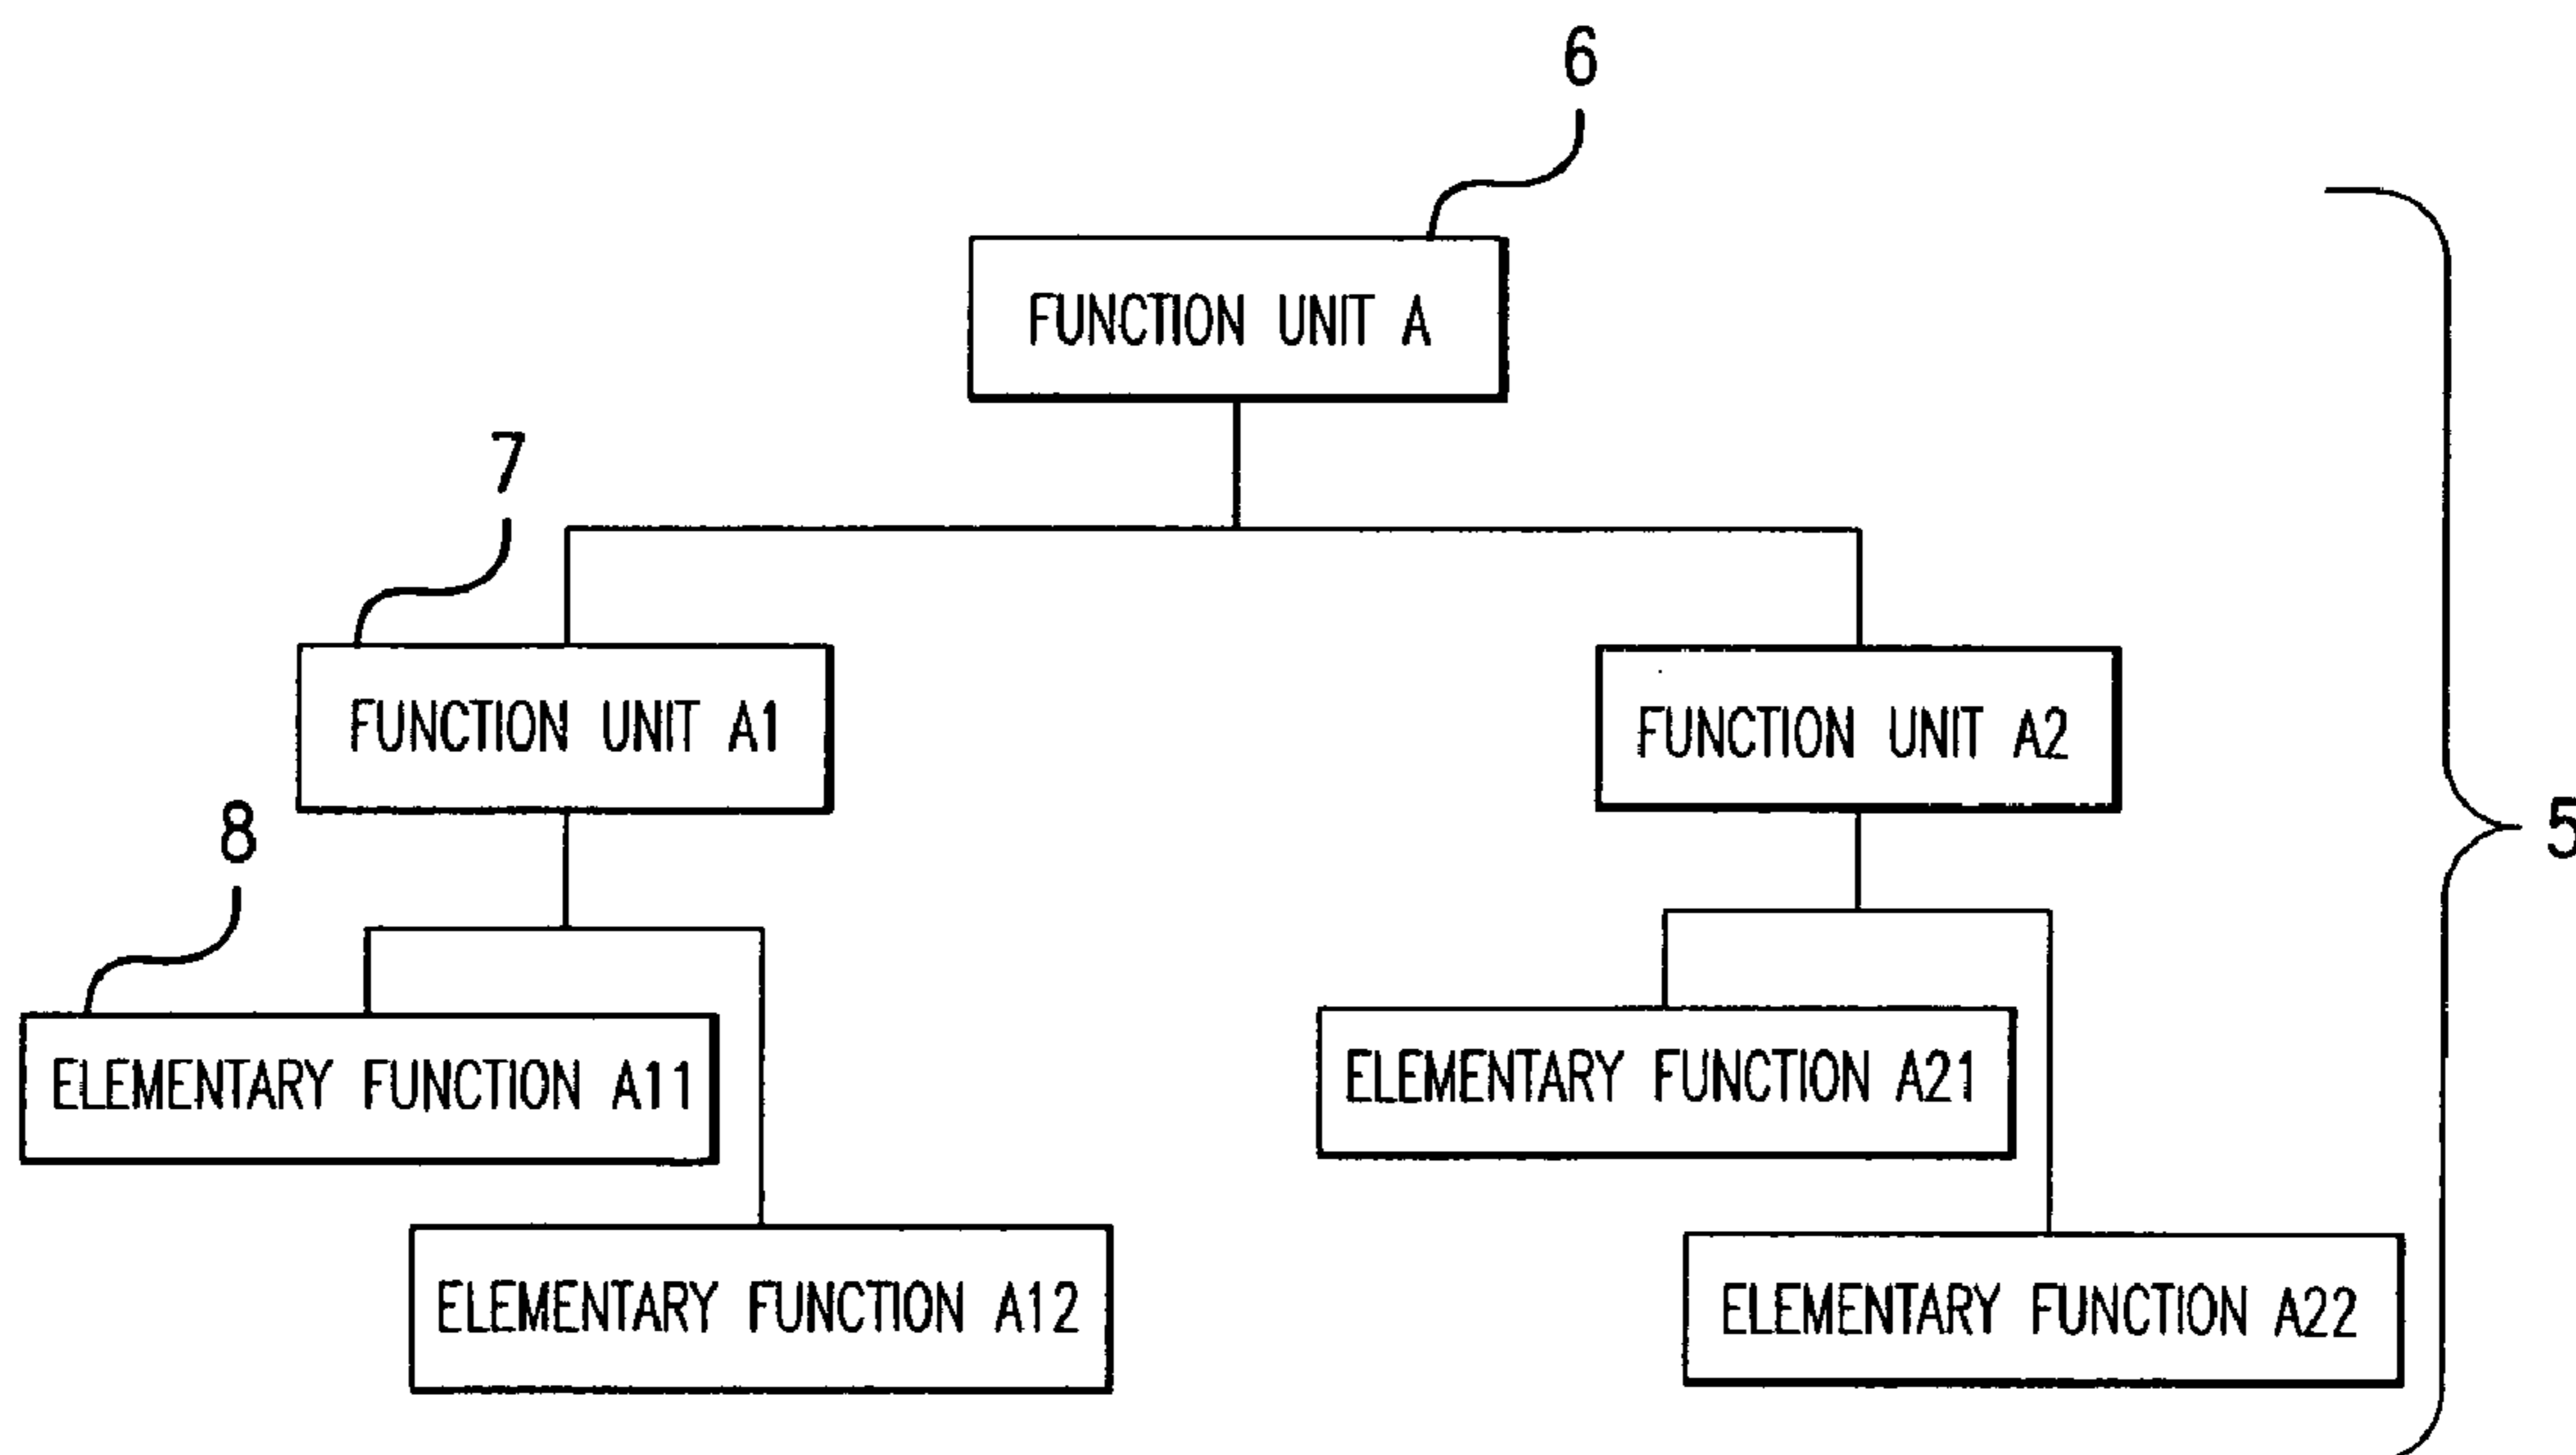 6
FUNCTION UNIT A
7
FUNCTION UNIT A1
FUNCTION UNIT A2
8
5
ELEMENTARY FUNCTION A11
ELEMENTARY FUNCTION A21
ELEMENTARY FUNCTION A12
ELEMENTARY FUNCTION A22